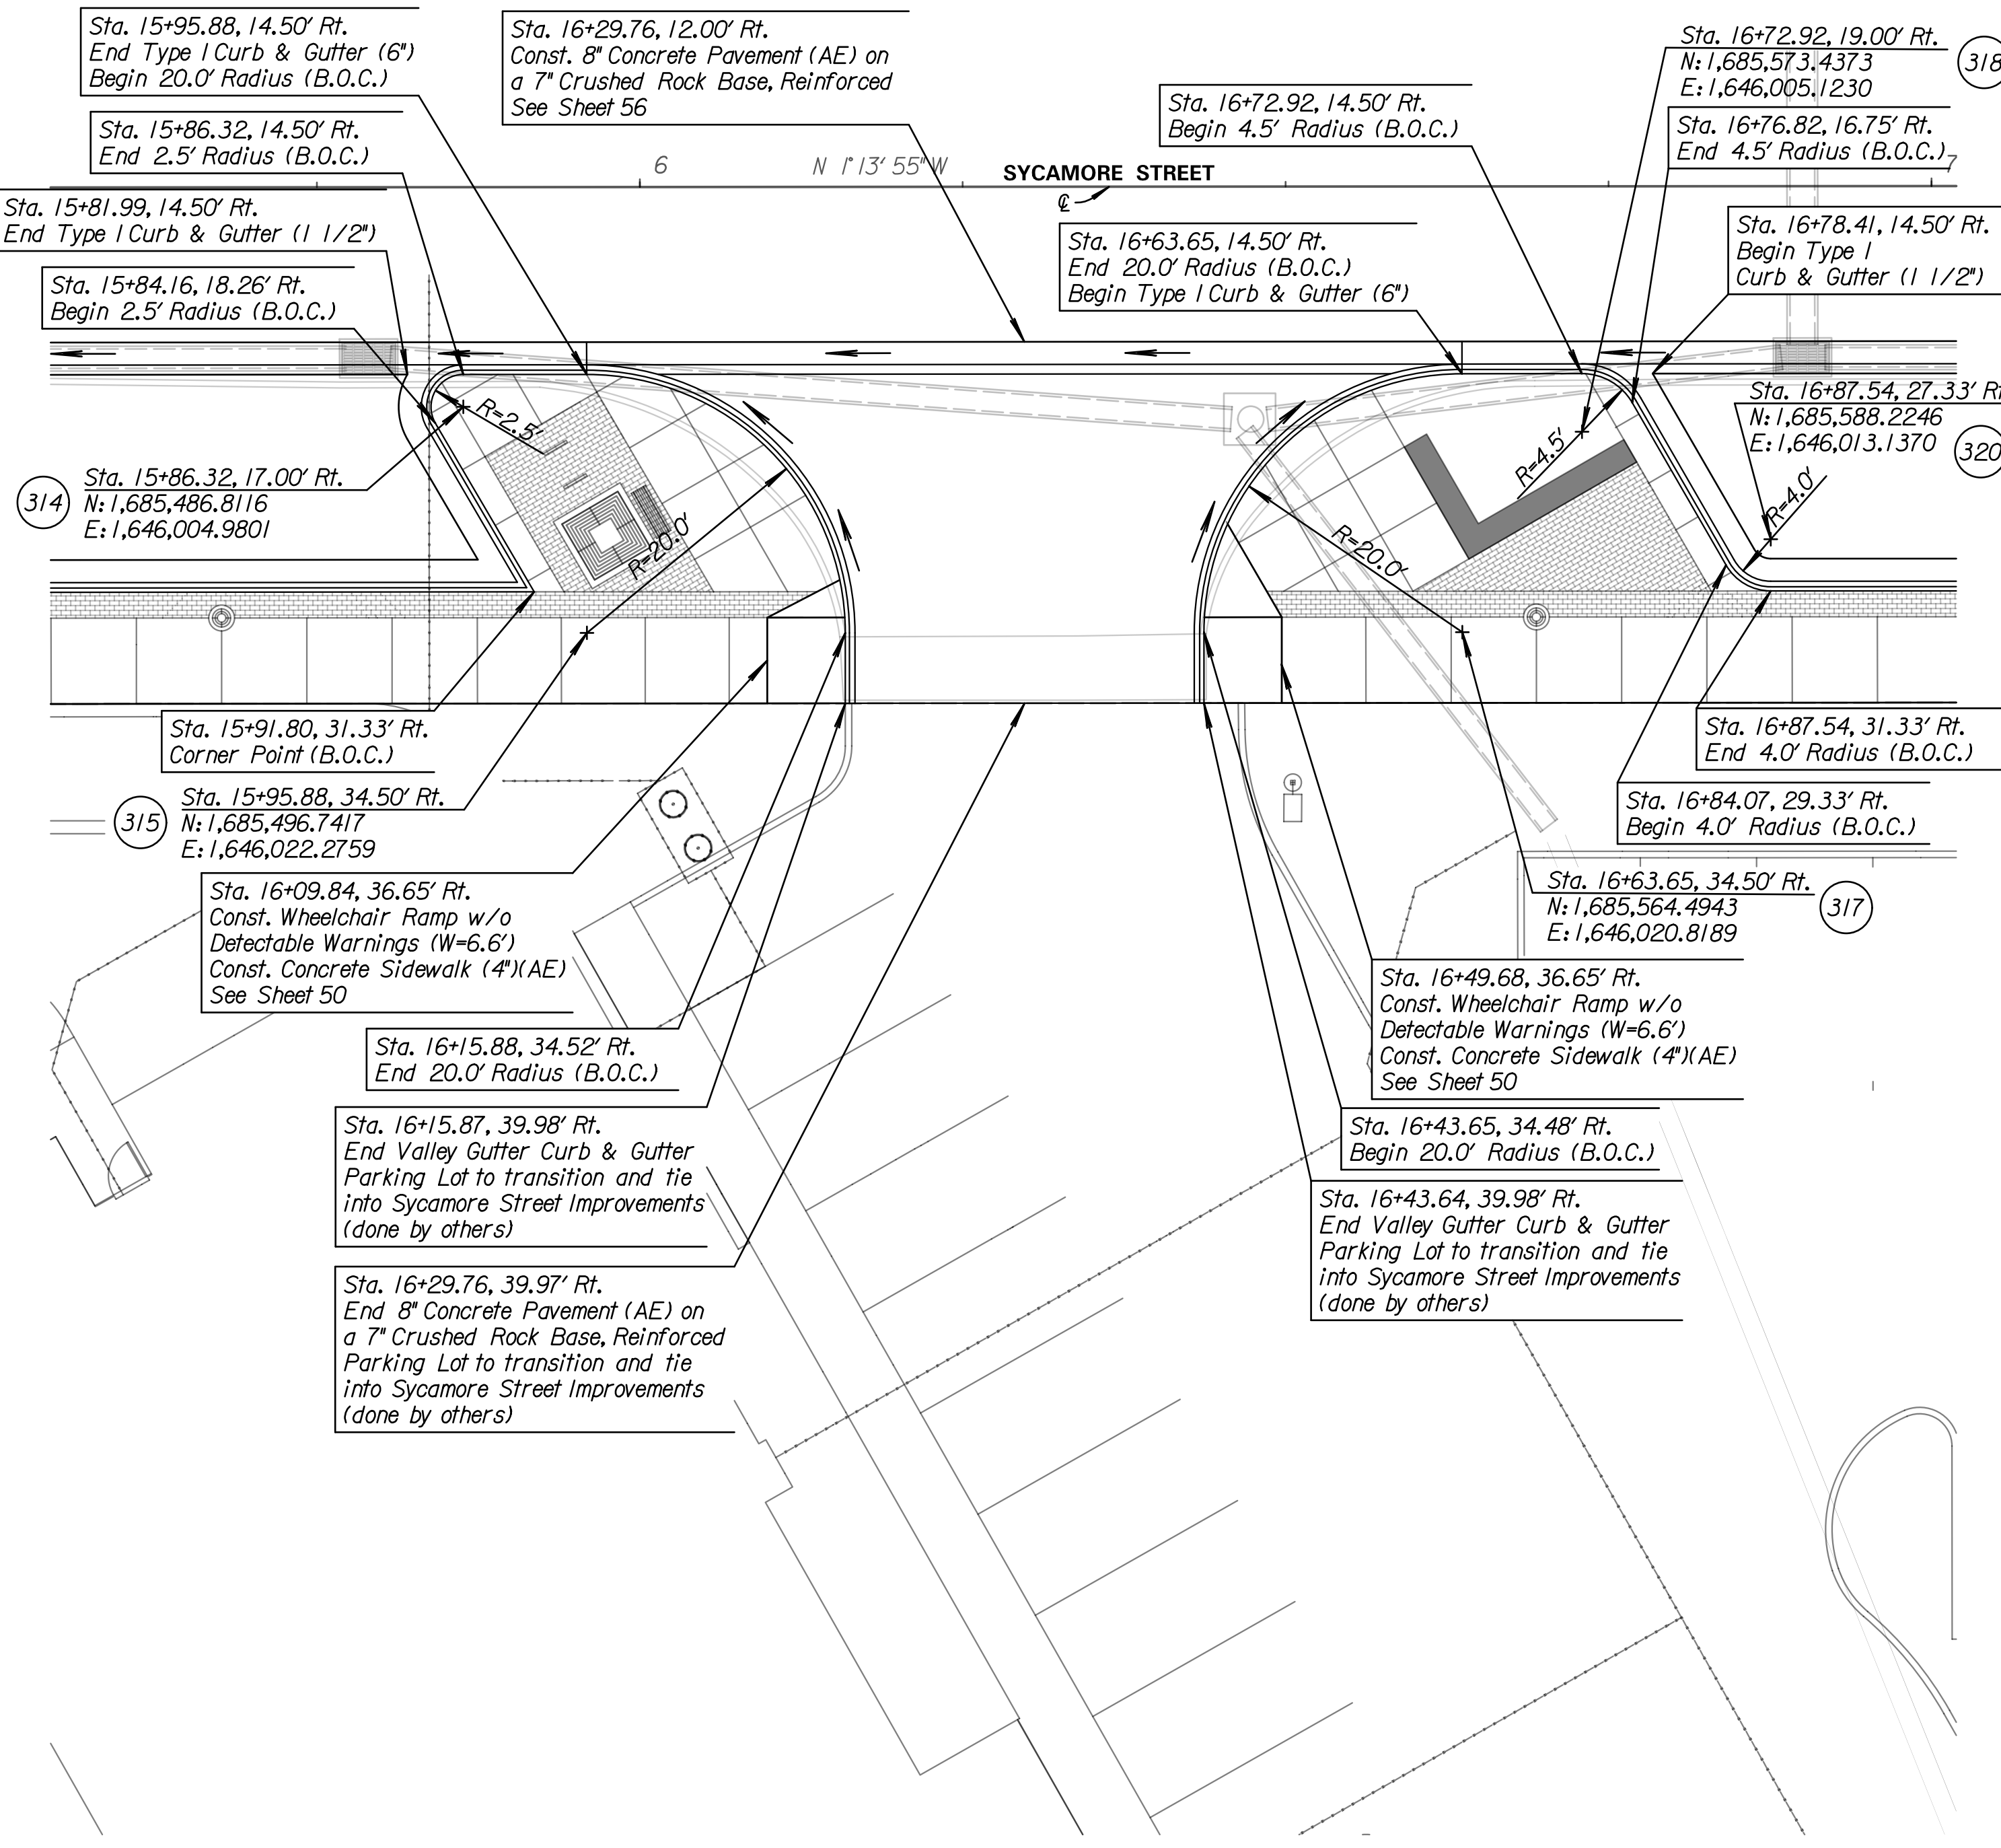 Sta. 15+95.88, 14.50' Rt.
End Type 1 Curb & Gutter (6")
Begin 20.0' Radius (B.O.C.)
Sta. 16+29.76, 12.00' Rt.
Const. 8" Concrete Pavement (AE) on
a 7" Crushed Rock Base, Reinforced
See Sheet 56
Sta. 16+72.92, 19.00' Rt.
N: 1,685,573.4373
E: 1,646,005.1230
318
Sta. 16+72.92, 14.50' Rt.
Begin 4.5' Radius (B.O.C.)
Sta. 15+86.32, 14.50' Rt.
End 2.5' Radius (B.O.C.)
Sta. 16+76.82, 16.75' Rt.
End 4.5' Radius (B.O.C.)
6
N 1° 13' 55" W
SYCAMORE STREET
7
℄
Sta. 15+81.99, 14.50' Rt.
End Type 1 Curb & Gutter (1 1/2")
Sta. 16+63.65, 14.50' Rt.
End 20.0' Radius (B.O.C.)
Begin Type 1 Curb & Gutter (6")
Sta. 16+78.41, 14.50' Rt.
Begin Type 1
Curb & Gutter (1 1/2")
Sta. 15+84.16, 18.26' Rt.
Begin 2.5' Radius (B.O.C.)
Sta. 16+87.54, 27.33' Rt
N: 1,685,588.2246
E: 1,646,013.1370
320
R=2.5'
R=4.5'
R=4.0'
314
Sta. 15+86.32, 17.00' Rt.
N: 1,685,486.8116
E: 1,646,004.9801
R=20.0'
R=20.0'
Sta. 15+91.80, 31.33' Rt.
Corner Point (B.O.C.)
Sta. 16+87.54, 31.33' Rt.
End 4.0' Radius (B.O.C.)
315
Sta. 15+95.88, 34.50' Rt.
N: 1,685,496.7417
E: 1,646,022.2759
Sta. 16+84.07, 29.33' Rt.
Begin 4.0' Radius (B.O.C.)
Sta. 16+09.84, 36.65' Rt.
Const. Wheelchair Ramp w/o
Detectable Warnings (W=6.6')
Const. Concrete Sidewalk (4")(AE)
See Sheet 50
Sta. 16+63.65, 34.50' Rt.
N: 1,685,564.4943
E: 1,646,020.8189
317
Sta. 16+49.68, 36.65' Rt.
Const. Wheelchair Ramp w/o
Detectable Warnings (W=6.6')
Const. Concrete Sidewalk (4")(AE)
See Sheet 50
Sta. 16+15.88, 34.52' Rt.
End 20.0' Radius (B.O.C.)
Sta. 16+15.87, 39.98' Rt.
End Valley Gutter Curb & Gutter
Parking Lot to transition and tie
into Sycamore Street Improvements
(done by others)
Sta. 16+43.65, 34.48' Rt.
Begin 20.0' Radius (B.O.C.)
Sta. 16+43.64, 39.98' Rt.
End Valley Gutter Curb & Gutter
Parking Lot to transition and tie
into Sycamore Street Improvements
(done by others)
Sta. 16+29.76, 39.97' Rt.
End 8" Concrete Pavement (AE) on
a 7" Crushed Rock Base, Reinforced
Parking Lot to transition and tie
into Sycamore Street Improvements
(done by others)